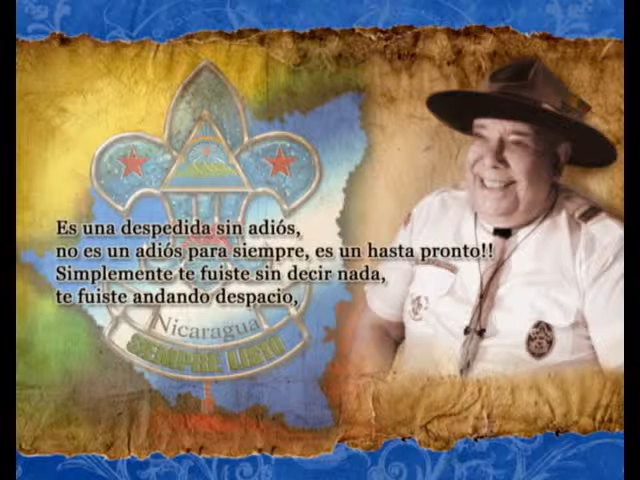 Es una despedida sin adiós,
no es un adiós para siempre, es un hasta pronto!!
Simplemente te fuiste sin decir nada,
te fuiste andando despacio,
Nicaragua
SIEMPRE LISTO